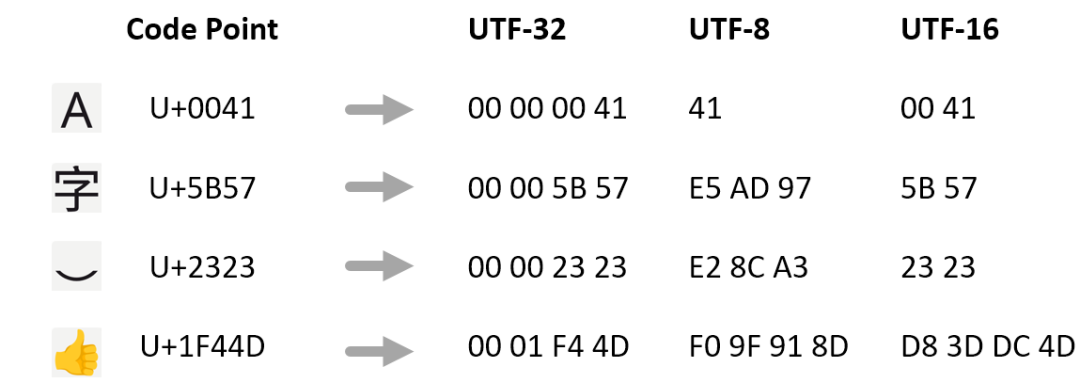 Code Point UTF-32 UTF-8 UTF-16
A U+0041 00 00 00 41 41 00 41
字 U+5B57 00 00 5B 57 E5 AD 97 5B 57
⌣ U+2323 00 00 23 23 E2 8C A3 23 23
👍 U+1F44D 00 01 F4 4D F0 9F 91 8D D8 3D DC 4D